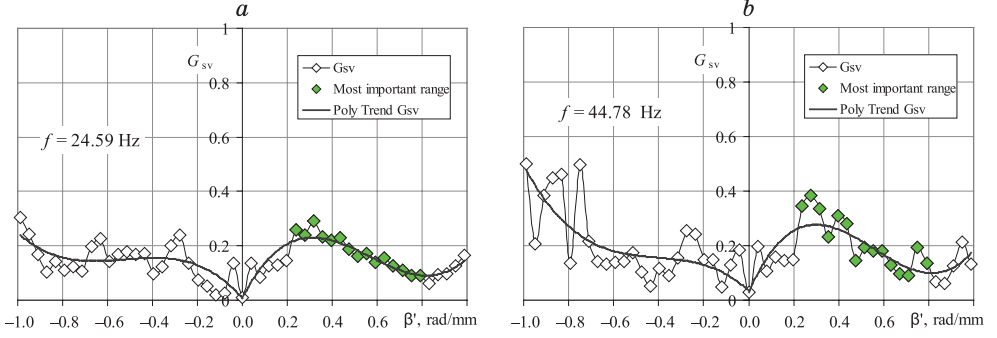 a
1
G sv
Gsv
0.8
Most important range
Poly Trend Gsv
f = 24.59 Hz
0.6
0.4
0.2
0
−1.0 −0.8 −0.6 −0.4 −0.2 0.0 0.2 0.4 0.6 β', rad/mm
b
1
G sv
Gsv
0.8
Most important range
Poly Trend Gsv
f = 44.78 Hz
0.6
0.4
0.2
0
−1.0 −0.8 −0.6 −0.4 −0.2 0.0 0.2 0.4 0.6 β', rad/mm